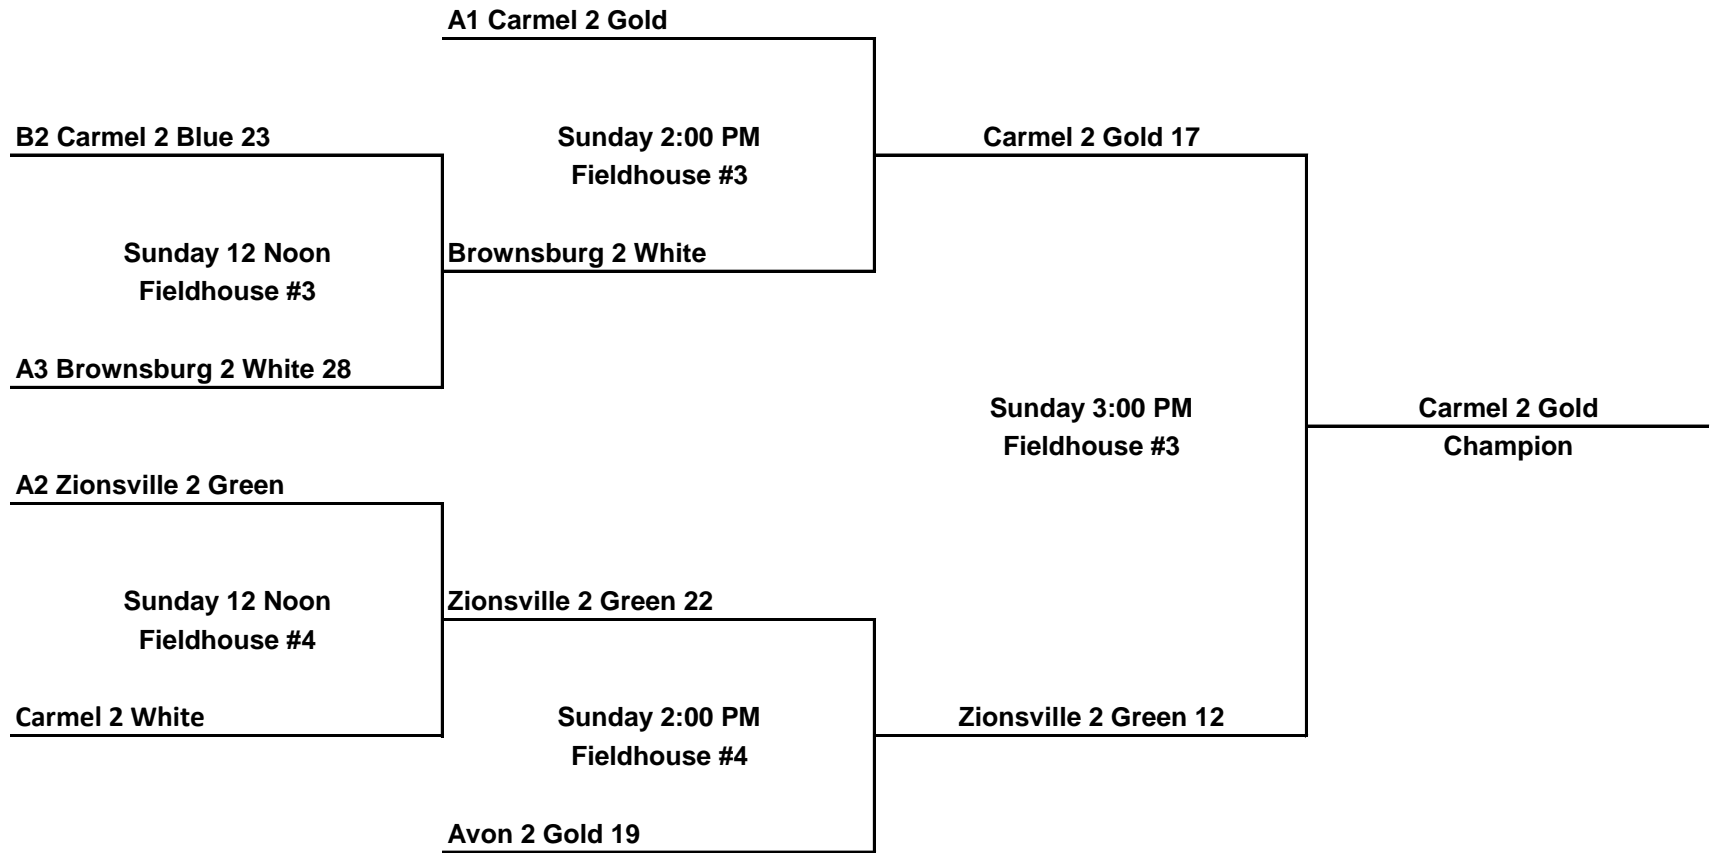 A1 Carmel 2 Gold
B2 Carmel 2 Blue 23
Sunday 2:00 PM
Fieldhouse #3
Carmel 2 Gold 17
Sunday 12 Noon
Fieldhouse #3
Brownsburg 2 White
A3 Brownsburg 2 White 28
Sunday 3:00 PM
Fieldhouse #3
Carmel 2 Gold
Champion
A2 Zionsville 2 Green
Sunday 12 Noon
Fieldhouse #4
Zionsville 2 Green 22
Carmel 2 White
Sunday 2:00 PM
Fieldhouse #4
Zionsville 2 Green 12
Avon 2 Gold 19